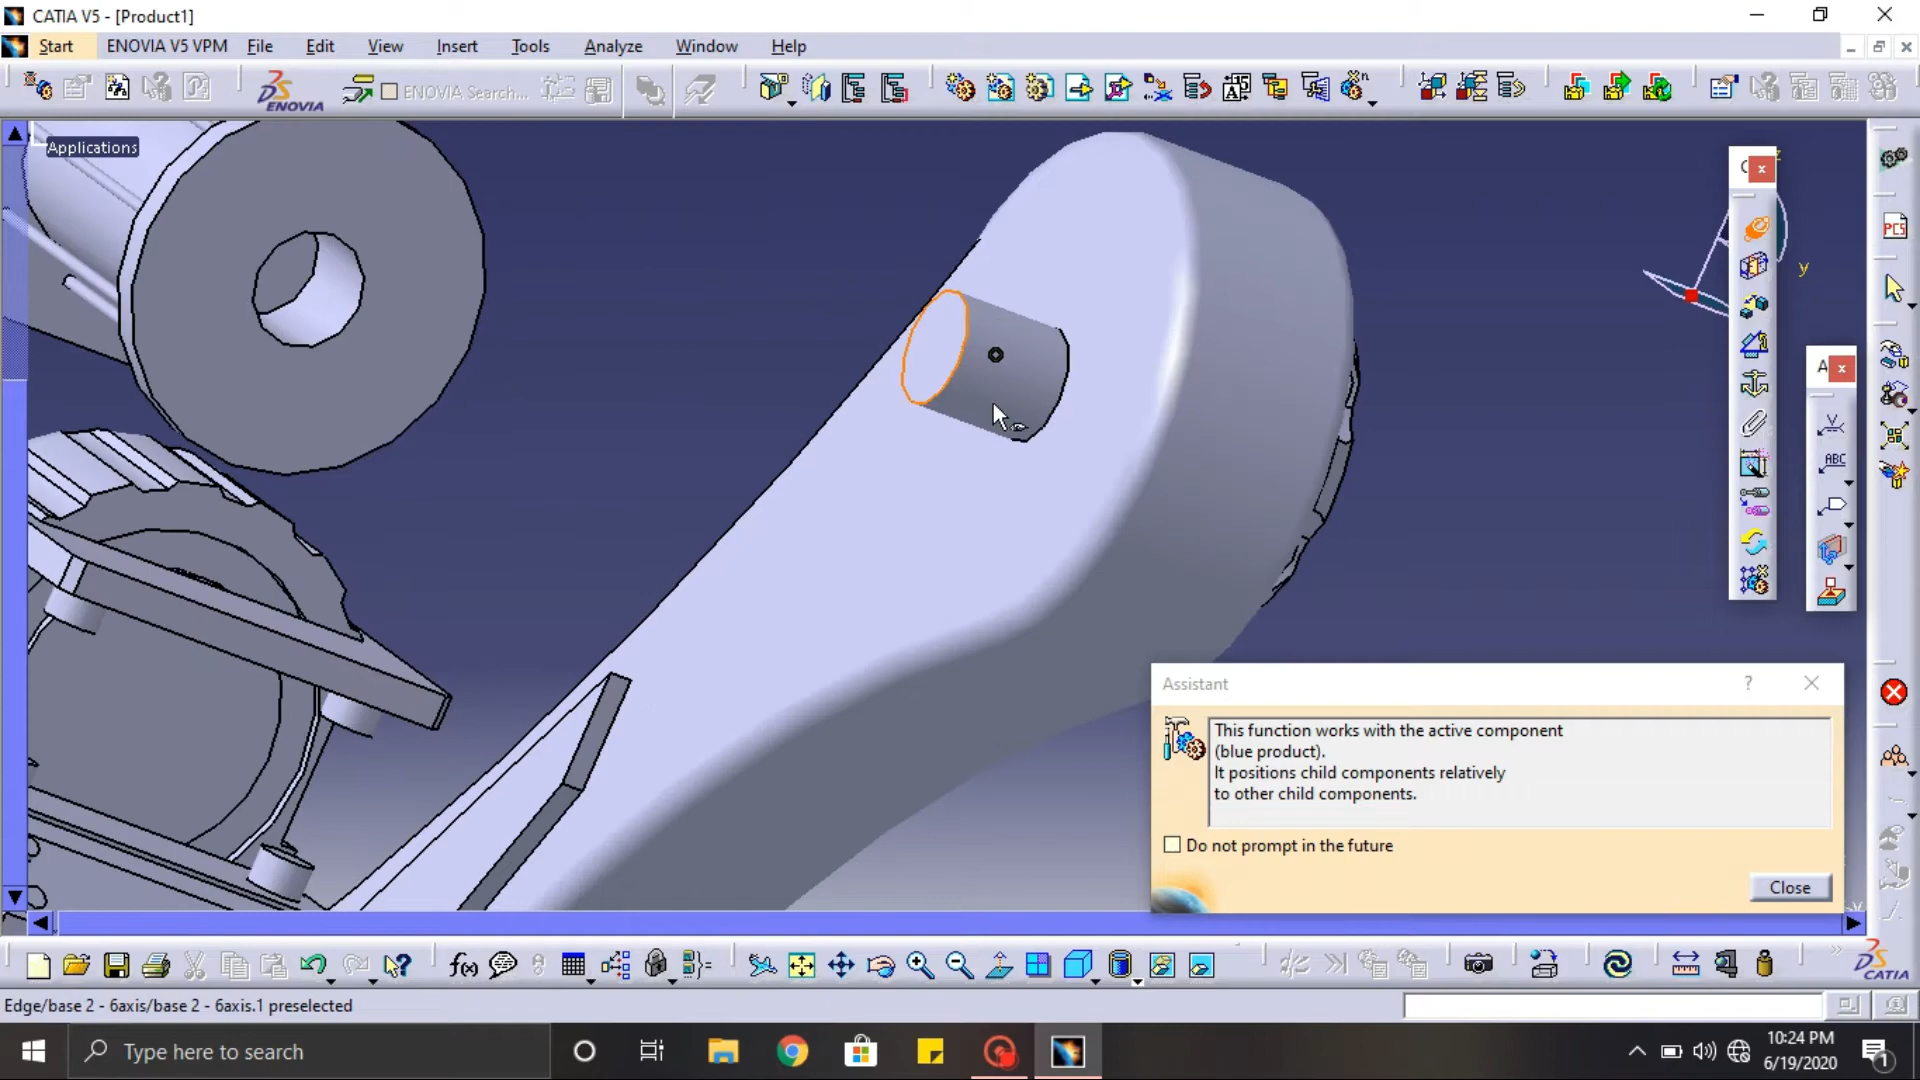 CATIA V5 - [Product1]
Start ENOVIA V5 VPM File Edit View Insert Tools Analyze Window Help
ENOVIA
ENOVIA Search...
Applications
z
y
PCS
A
ABC
Assistant
This function works with the active component
(blue product).
It positions child components relatively
to other child components.
Do not prompt in the future
Close
f(x)
CATIA
Edge/base 2 - 6axis/base 2 - 6axis.1 preselected
Type here to search
10:24 PM
6/19/2020
1